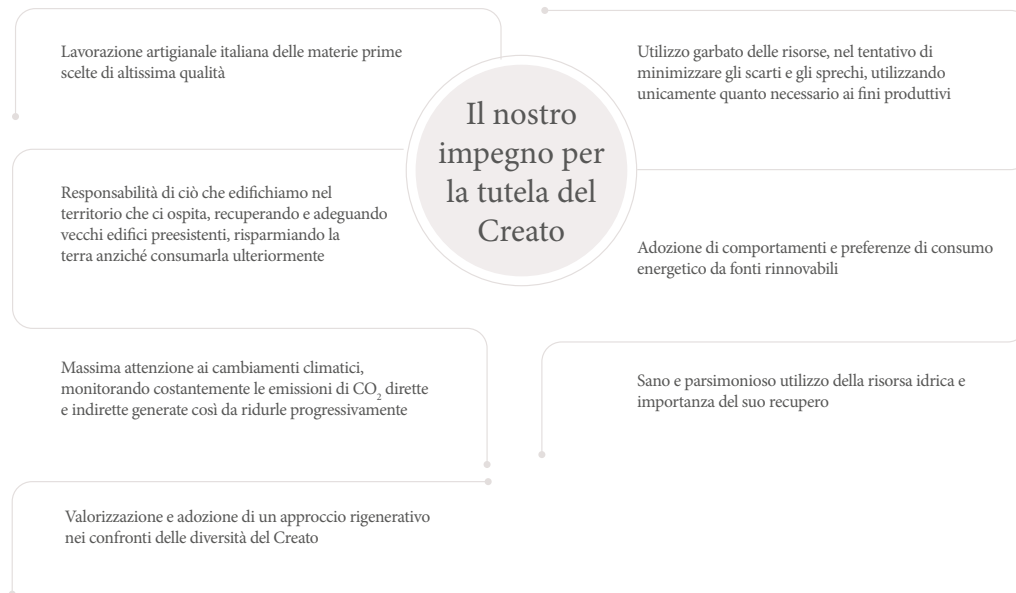 Lavorazione artigianale italiana delle materie prime
scelte di altissima qualità
Responsabilità di ciò che edifichiamo nel
territorio che ci ospita, recuperando e adeguando
vecchi edifici preesistenti, risparmiando la
terra anziché consumarla ulteriormente
Massima attenzione ai cambiamenti climatici,
monitorando costantemente le emissioni di CO₂ dirette
e indirette generate così da ridurle progressivamente
Valorizzazione e adozione di un approccio rigenerativo
nei confronti delle diversità del Creato
Il nostro
impegno per
la tutela del
Creato
Utilizzo garbato delle risorse, nel tentativo di
minimizzare gli scarti e gli sprechi, utilizzando
unicamente quanto necessario ai fini produttivi
Adozione di comportamenti e preferenze di consumo
energetico da fonti rinnovabili
Sano e parsimonioso utilizzo della risorsa idrica e
importanza del suo recupero